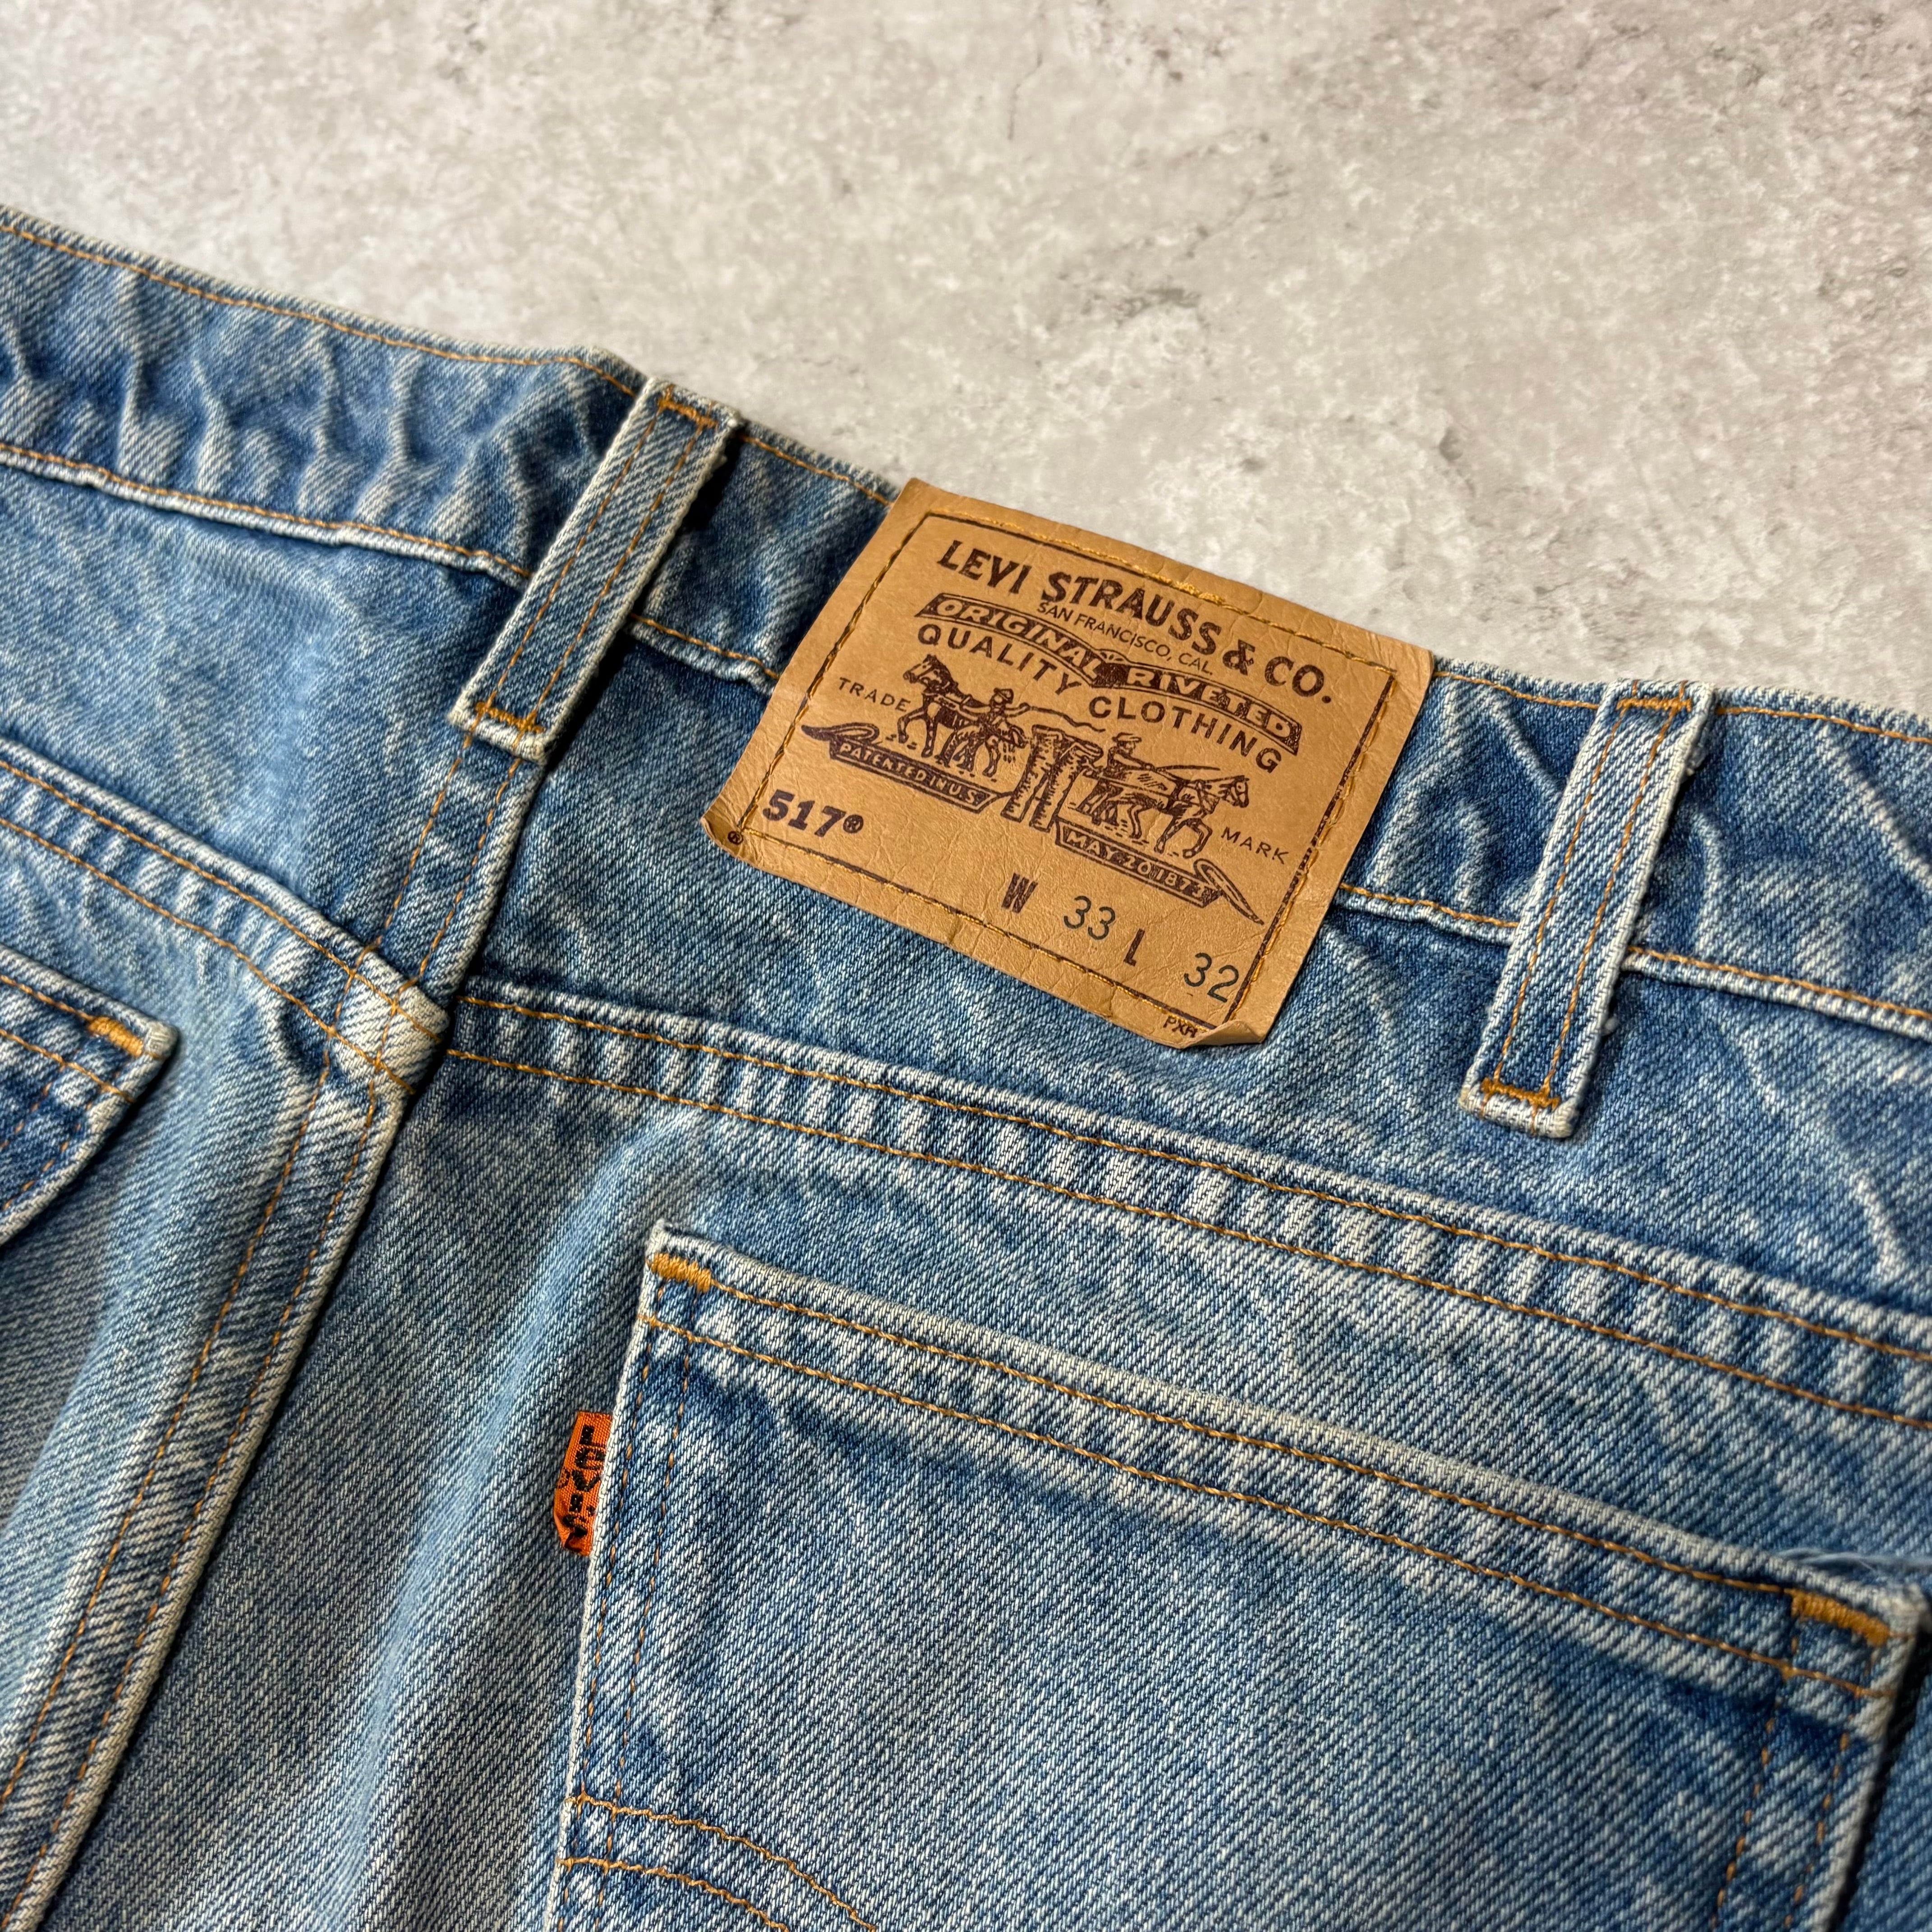 LEVI STRAUSS & CO.
SAN FRANCISCO, CAL.
ORIGINAL RIVETED
QUALITY CLOTHING
TRADE MARK
PATENTED IN U.S.
MAY 20 1873
517®
®
W 33 L 32
LEVI'S